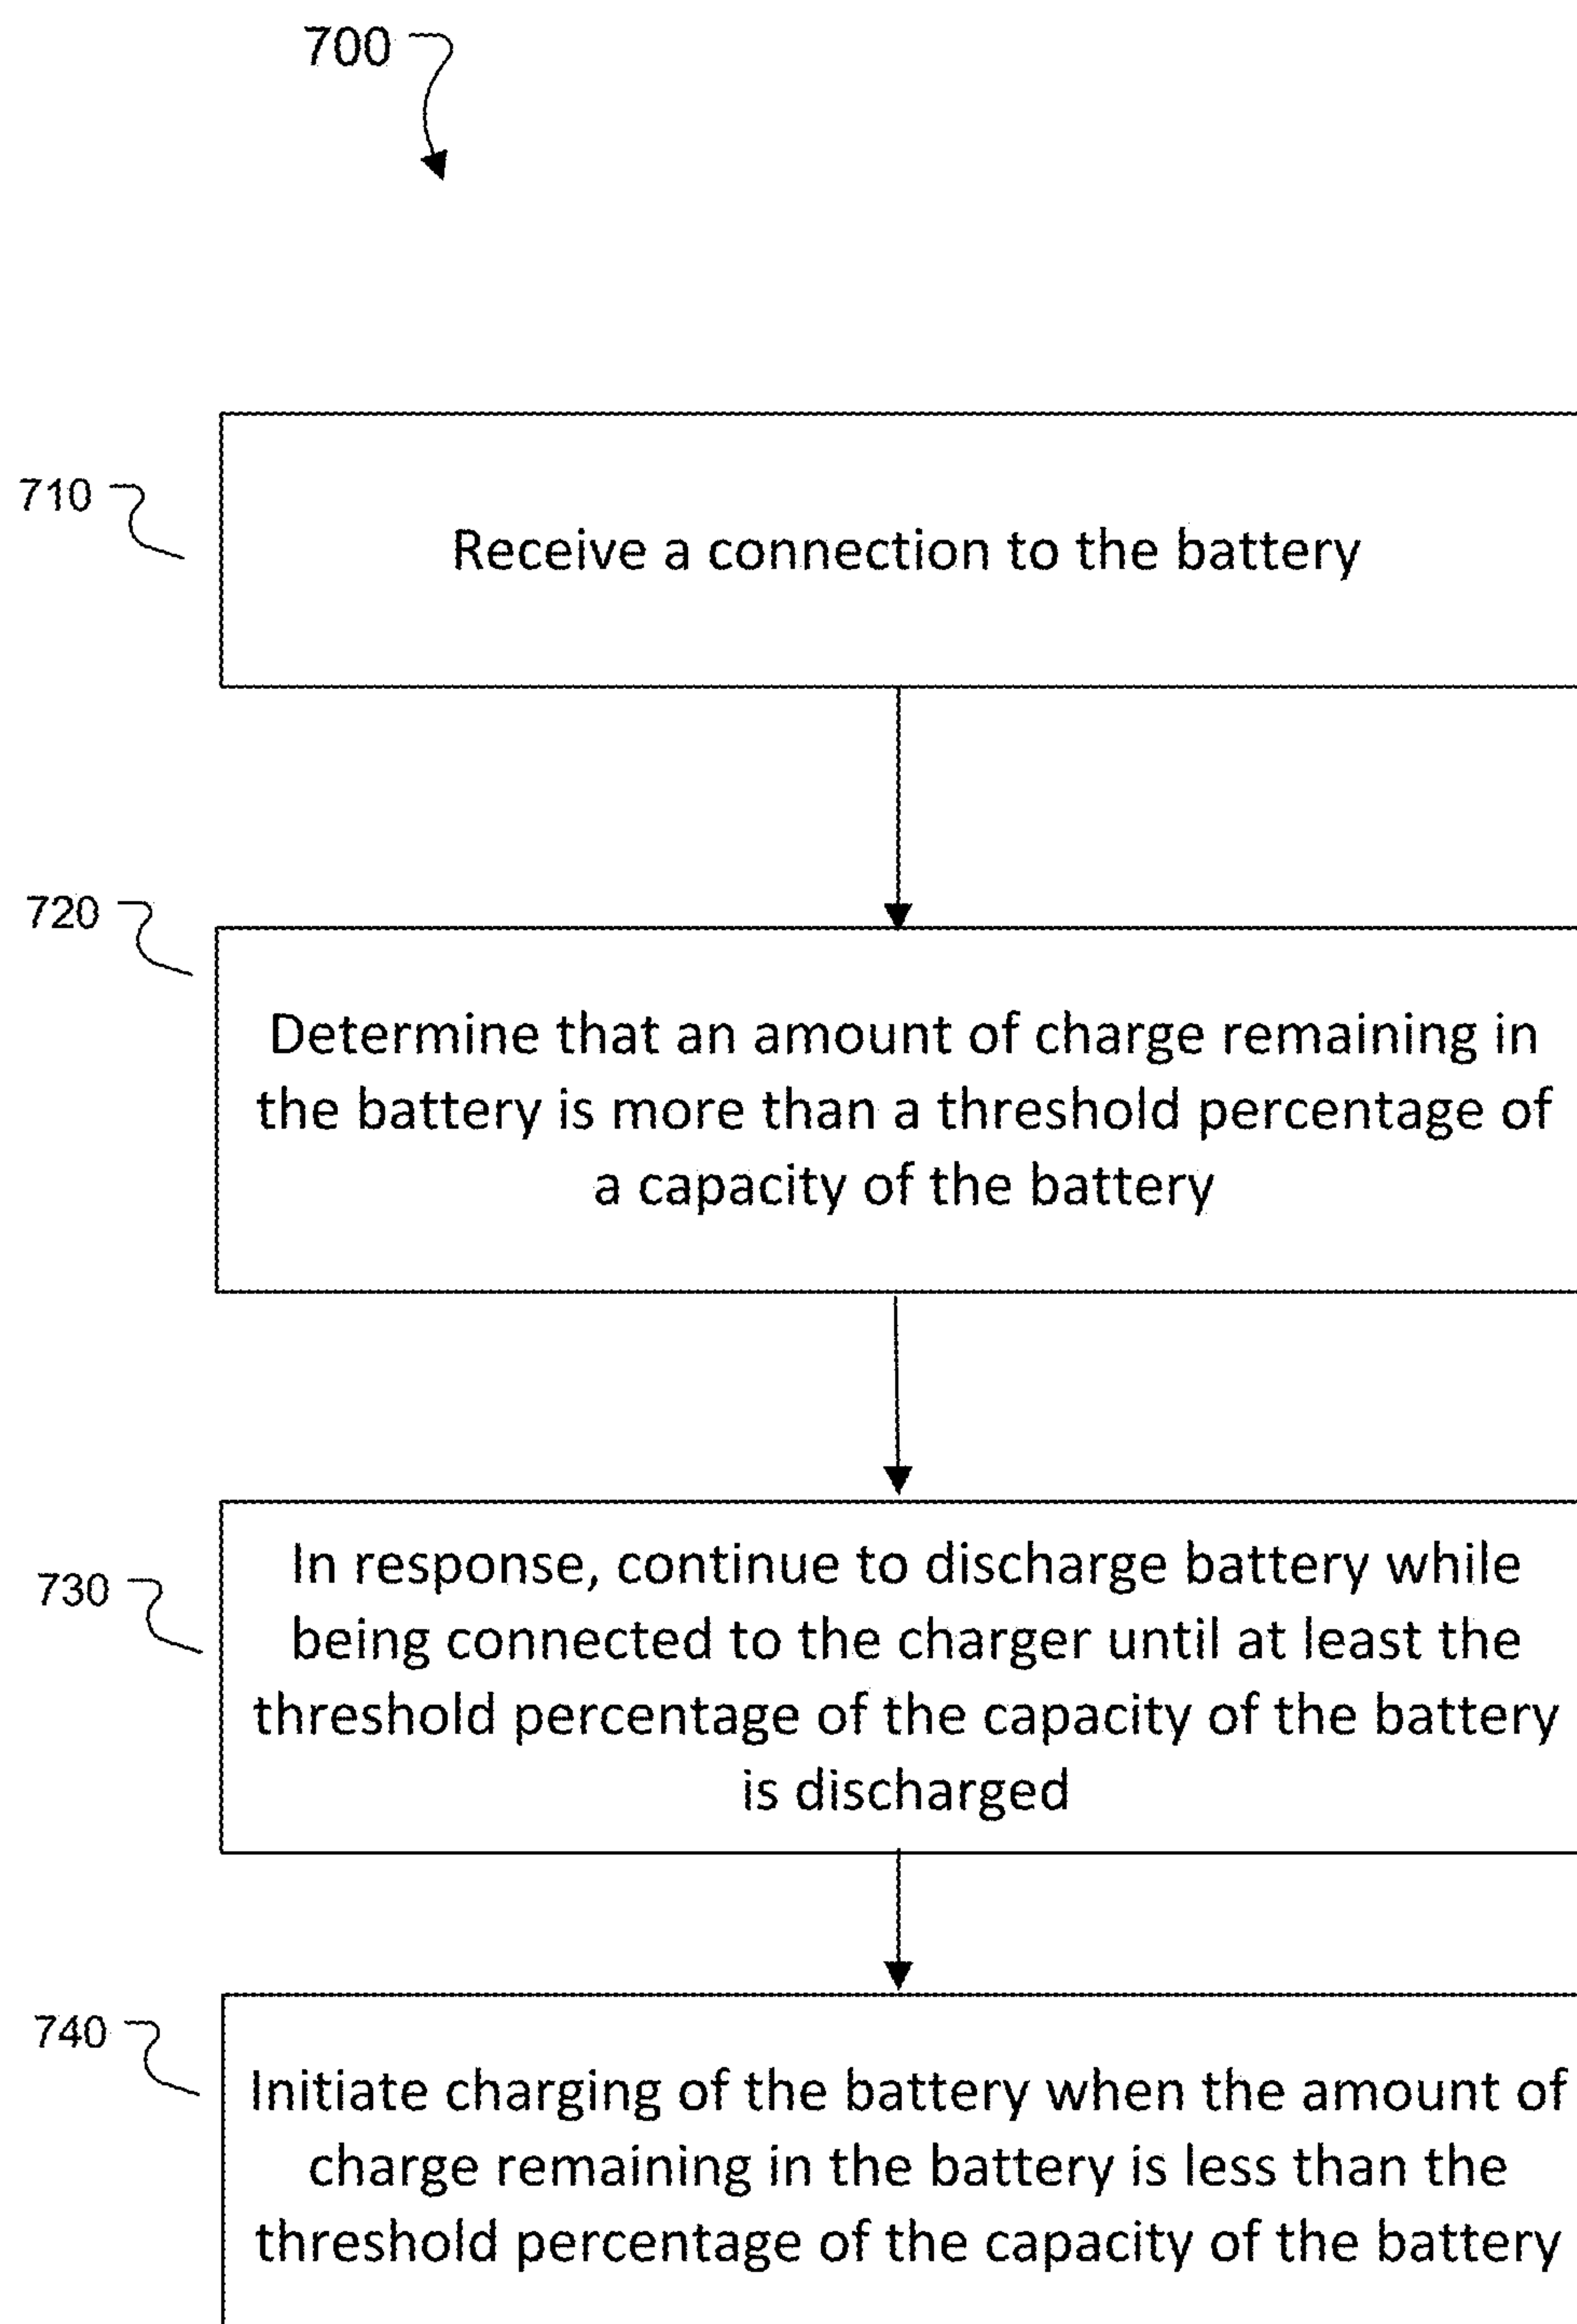 700
710
Receive a connection to the battery
720
Determine that an amount of charge remaining in
the battery is more than a threshold percentage of
a capacity of the battery
730
In response, continue to discharge battery while
being connected to the charger until at least the
threshold percentage of the capacity of the battery
is discharged
740
Initiate charging of the battery when the amount of
charge remaining in the battery is less than the
threshold percentage of the capacity of the battery